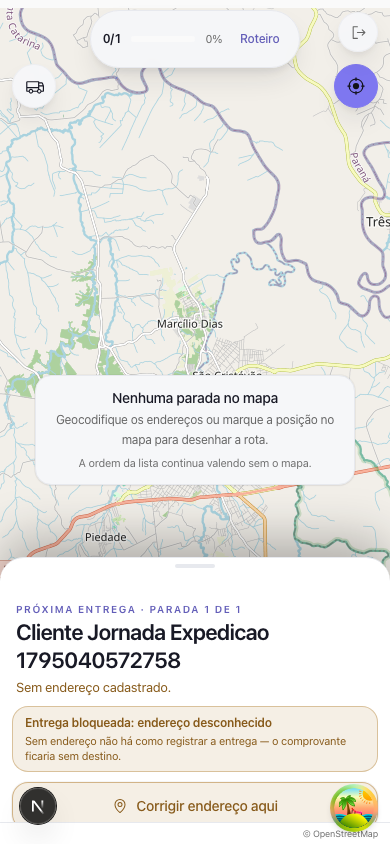 ta Catarina
0/1 0% Roteiro
Paraná
Três
Marcílio Dias
Nenhuma parada no mapa
Geocodifique os endereços ou marque a posição no
mapa para desenhar a rota.
A ordem da lista continua valendo sem o mapa.
Piedade
PRÓXIMA ENTREGA · PARADA 1 DE 1
Cliente Jornada Expedicao
1795040572758
Sem endereço cadastrado.
Entrega bloqueada: endereço desconhecido
Sem endereço não há como registrar a entrega — o comprovante
ficaria sem destino.
N
Corrigir endereço aqui
© OpenStreetMap